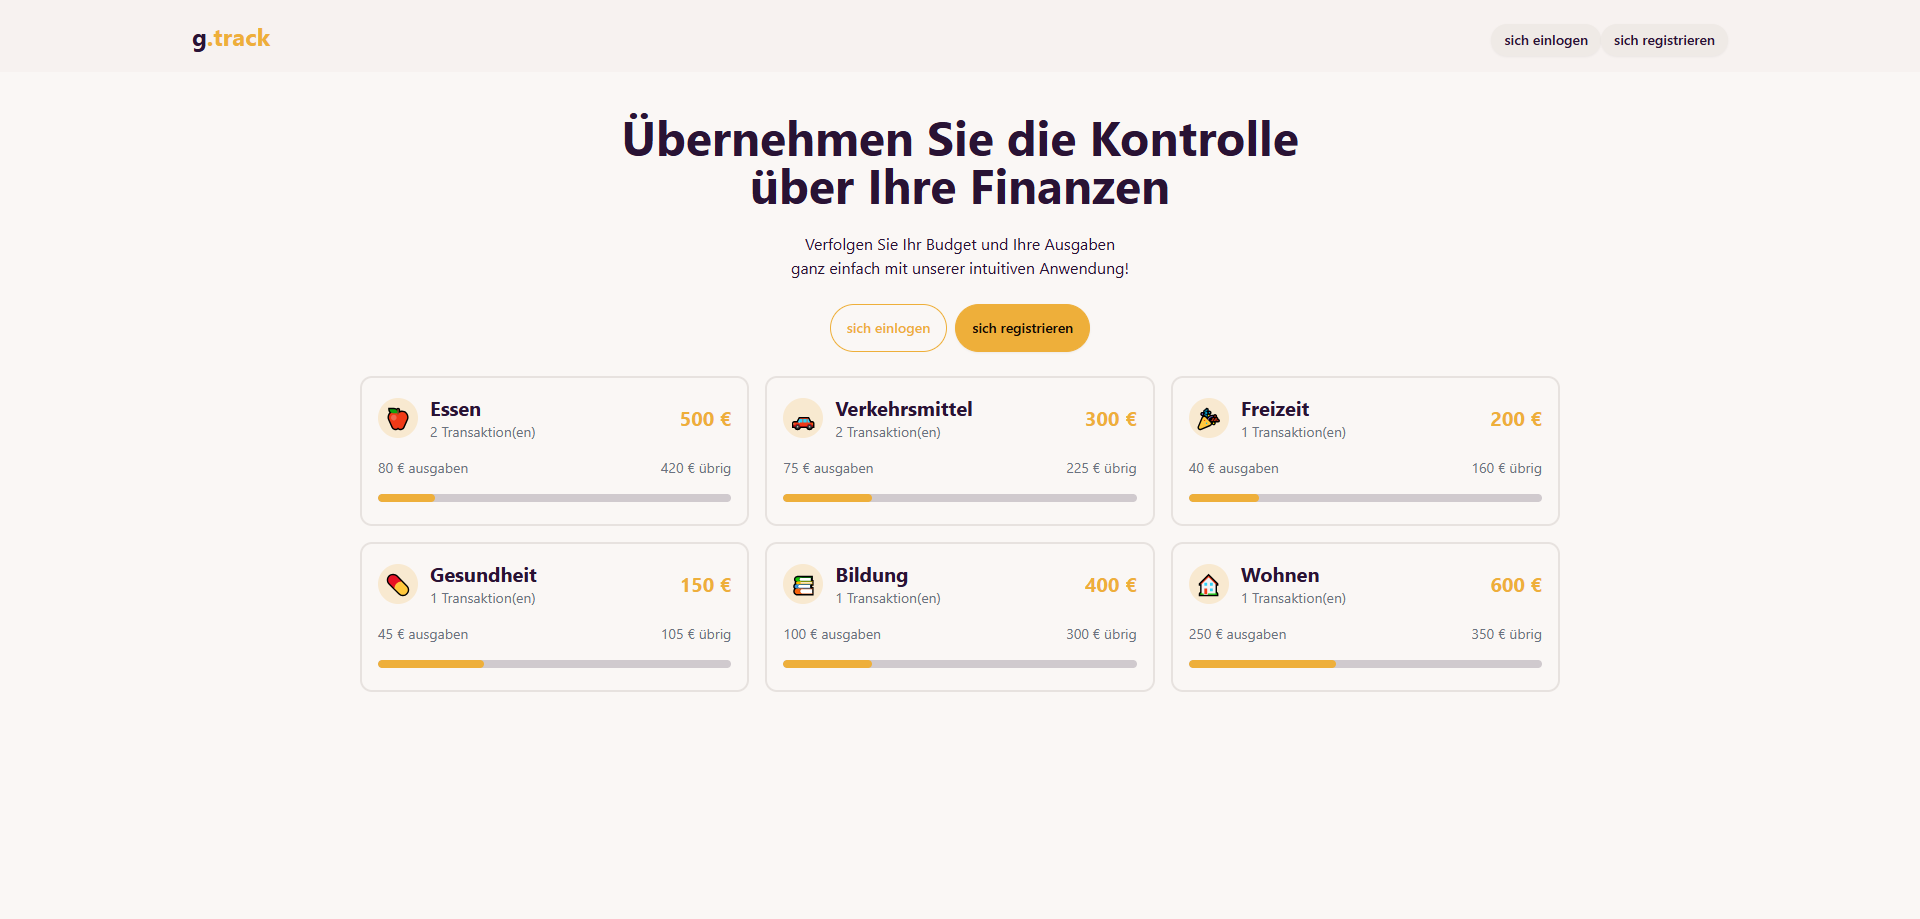 g.track
sich einlogen
sich registrieren
Übernehmen Sie die Kontrolle
über Ihre Finanzen
Verfolgen Sie Ihr Budget und Ihre Ausgaben
ganz einfach mit unserer intuitiven Anwendung!
sich einlogen
sich registrieren
Essen
2 Transaktion(en)
500 €
80 € ausgaben
420 € übrig
Verkehrsmittel
2 Transaktion(en)
300 €
75 € ausgaben
225 € übrig
Freizeit
1 Transaktion(en)
200 €
40 € ausgaben
160 € übrig
Gesundheit
1 Transaktion(en)
150 €
45 € ausgaben
105 € übrig
Bildung
1 Transaktion(en)
400 €
100 € ausgaben
300 € übrig
Wohnen
1 Transaktion(en)
600 €
250 € ausgaben
350 € übrig